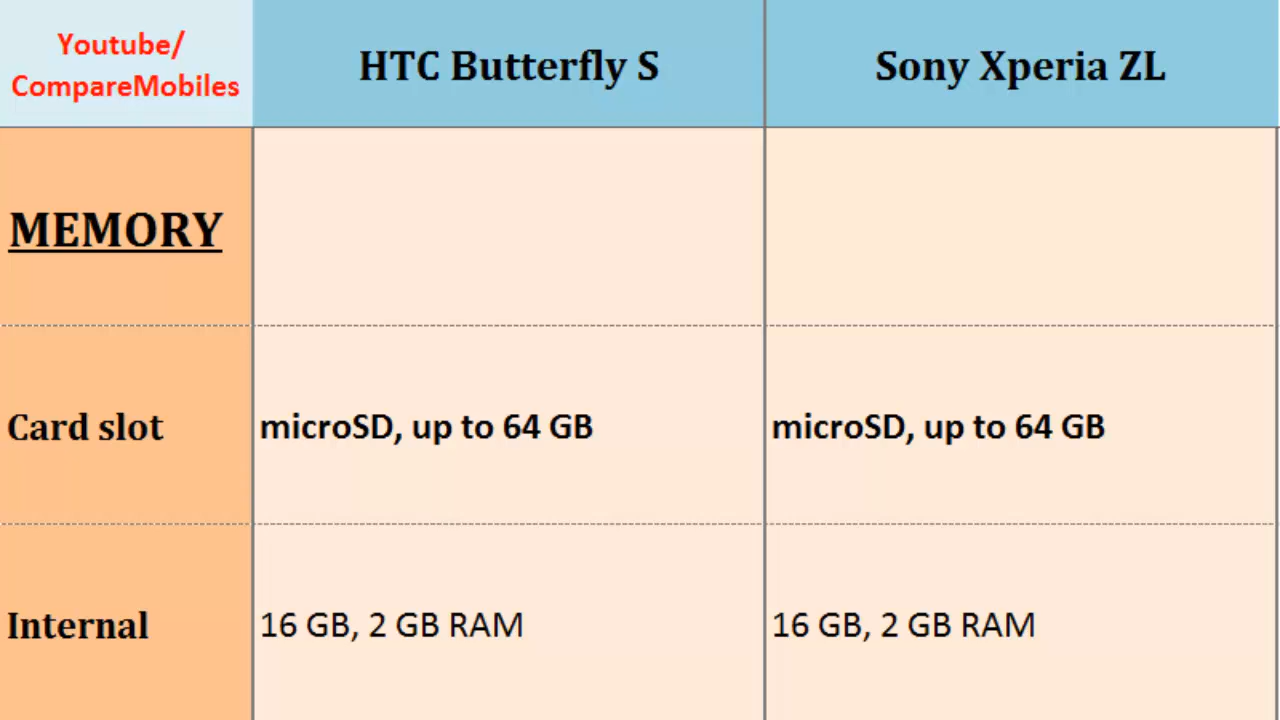 Youtube/
CompareMobiles
HTC Butterfly S
Sony Xperia ZL
MEMORY
Card slot
microSD, up to 64 GB
microSD, up to 64 GB
Internal
16 GB, 2 GB RAM
16 GB, 2 GB RAM